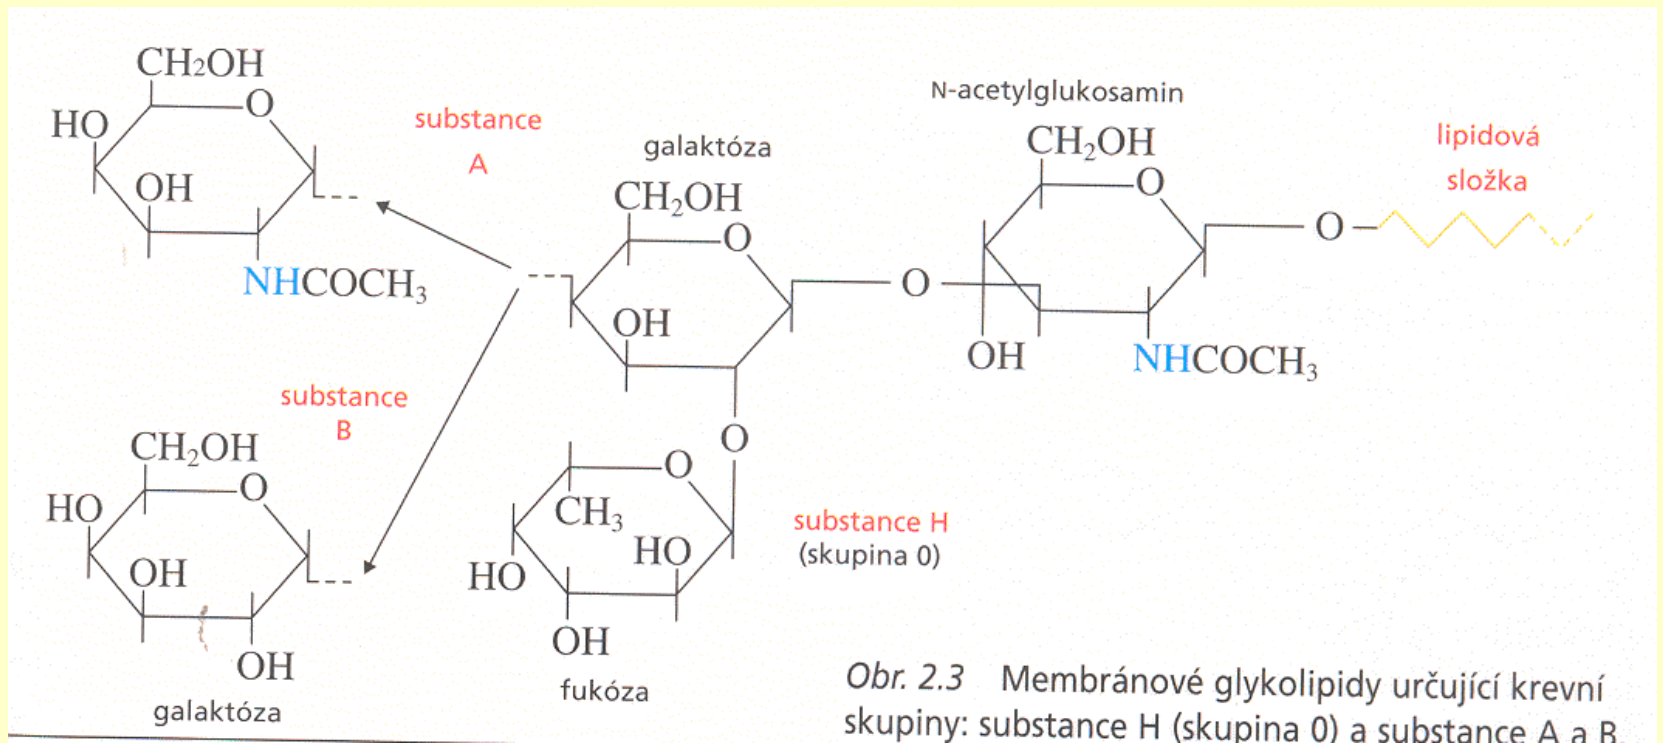 CH₂OH
O
HO
OH
NHCOCH₃
substance
A
galaktóza
CH₂OH
O
OH
O
N-acetylglukosamin
CH₂OH
O
OH
NHCOCH₃
O
lipidová
složka
substance
B
CH₂OH
O
HO
OH
OH
galaktóza
O
O
CH₃
HO
HO
OH
fukóza
substance H
(skupina 0)
Obr. 2.3 Membránové glykolipidy určující krevní
skupiny: substance H (skupina 0) a substance A a B.